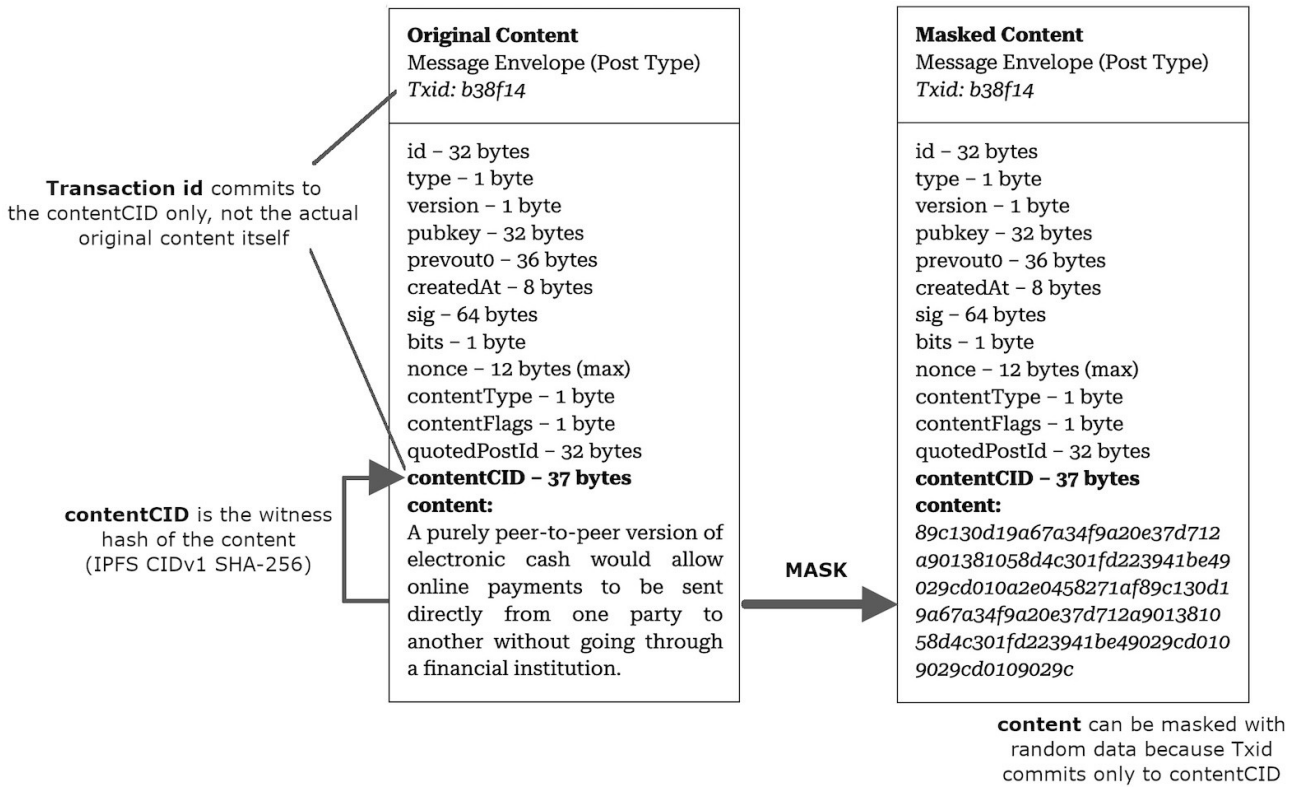 Original Content
Message Envelope (Post Type)
Txid: b38f14
id – 32 bytes
type – 1 byte
version – 1 byte
pubkey – 32 bytes
prevout0 – 36 bytes
createdAt – 8 bytes
sig – 64 bytes
bits – 1 byte
nonce – 12 bytes (max)
contentType – 1 byte
contentFlags – 1 byte
quotedPostId – 32 bytes
contentCID – 37 bytes
content:
A purely peer-to-peer version of
electronic cash would allow
online payments to be sent
directly from one party to
another without going through
a financial institution.
Transaction id commits to
the contentCID only, not the actual
original content itself
contentCID is the witness
hash of the content
(IPFS CIDv1 SHA-256)
MASK
Masked Content
Message Envelope (Post Type)
Txid: b38f14
id – 32 bytes
type – 1 byte
version – 1 byte
pubkey – 32 bytes
prevout0 – 36 bytes
createdAt – 8 bytes
sig – 64 bytes
bits – 1 byte
nonce – 12 bytes (max)
contentType – 1 byte
contentFlags – 1 byte
quotedPostId – 32 bytes
contentCID – 37 bytes
content:
89c130d19a67a34f9a20e37d712
a901381058d4c301fd223941be49
029cd010a2e0458271af89c130d1
9a67a34f9a20e37d712a9013810
58d4c301fd223941be49029cd010
9029cd0109029c
content can be masked with
random data because Txid
commits only to contentCID